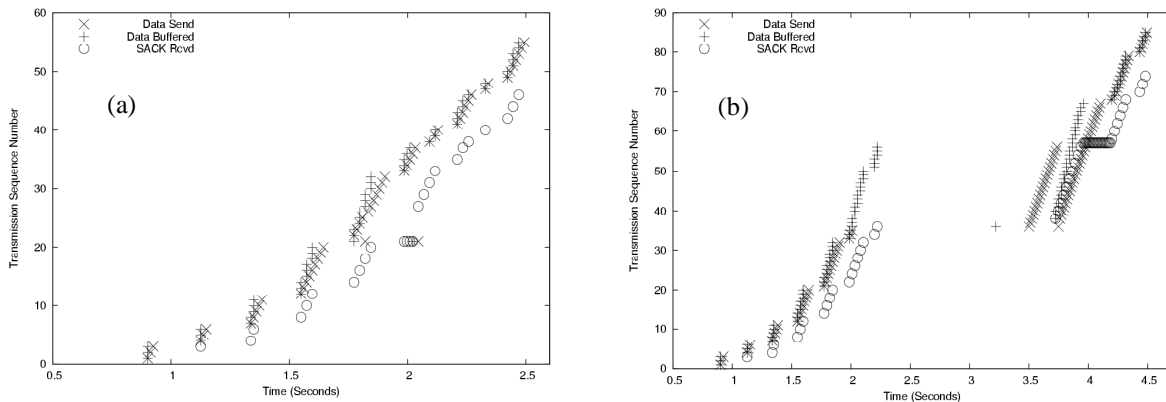 Data Send
Data Buffered
SACK Rcvd
(a)
Transmission Sequence Number
60
50
40
30
20
10
0
0.5 1 1.5 2 2.5
Time (Seconds)
Data Send
Data Buffered
SACK Rcvd
(b)
Transmission Sequence Number
90
80
70
60
50
40
30
20
10
0
0.5 1 1.5 2 2.5 3 3.5 4 4.5
Time (Seconds)